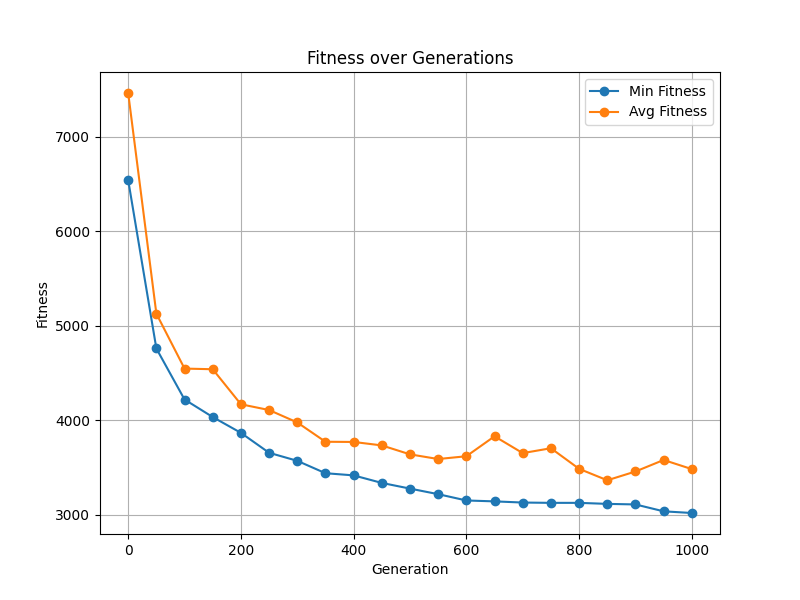 Fitness over Generations
Min Fitness
Avg Fitness
7000
6000
5000
4000
3000
Fitness
0 200 400 600 800 1000
Generation